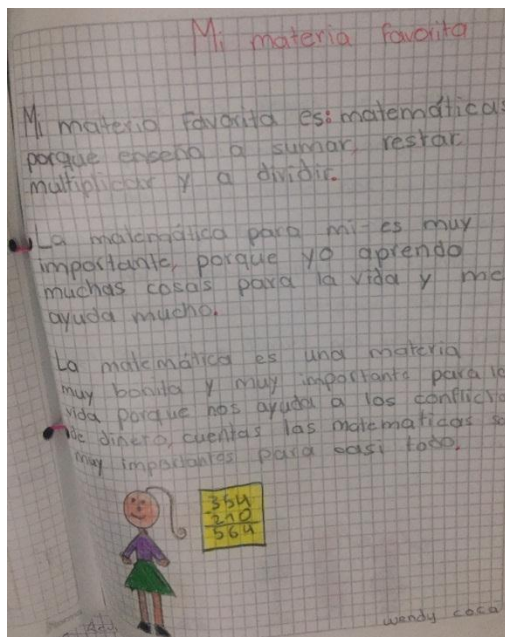 Mi materia favorita
Mi materia Favorita es: matemáticas
porque enseña a sumar, restar
multiplicar y a dividir.
La matemática para mi es muy
importante, porque yo aprendo
muchas cosas para la vida y me
ayuda mucho.
La matemática es una materia
muy bonita y muy importante para la
vida porque nos ayuda a los conflicto
de dinero, cuentas las matematicas so
muy importantes para casi todo.
354
210
564
wendy coca